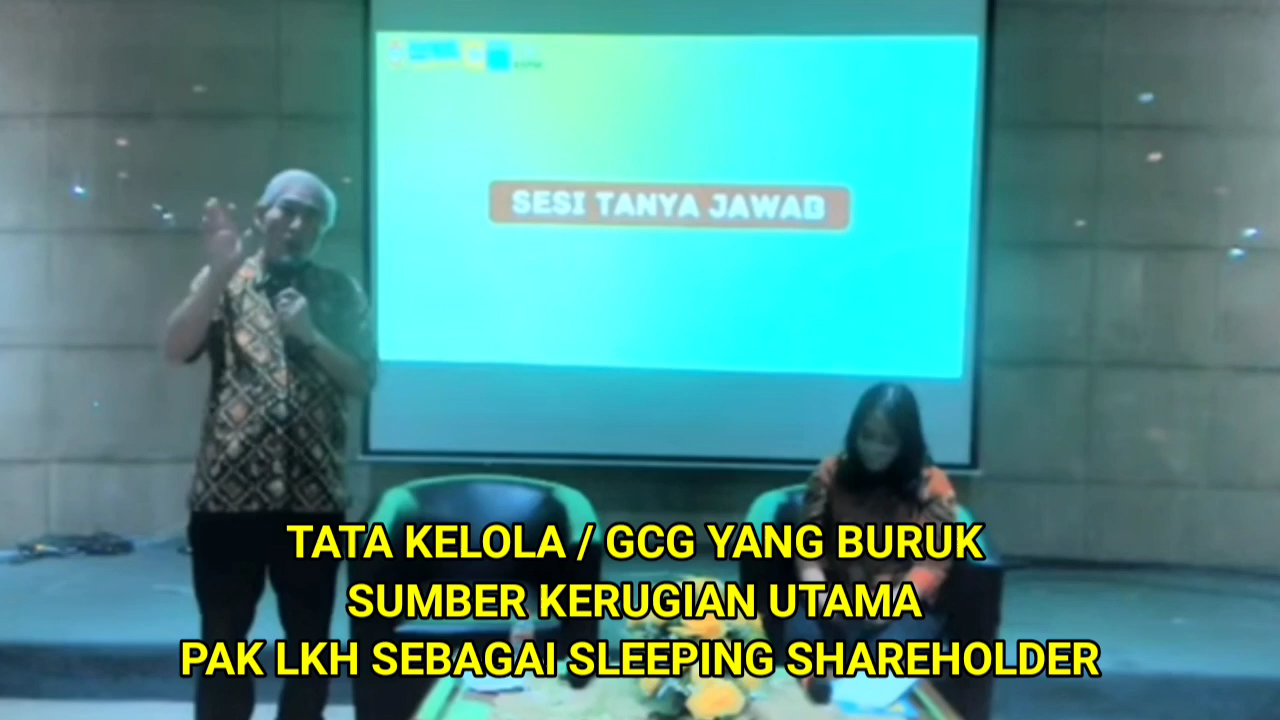 SESI TANYA JAWAB
TATA KELOLA / GCG YANG BURUK
SUMBER KERUGIAN UTAMA
PAK LKH SEBAGAI SLEEPING SHAREHOLDER